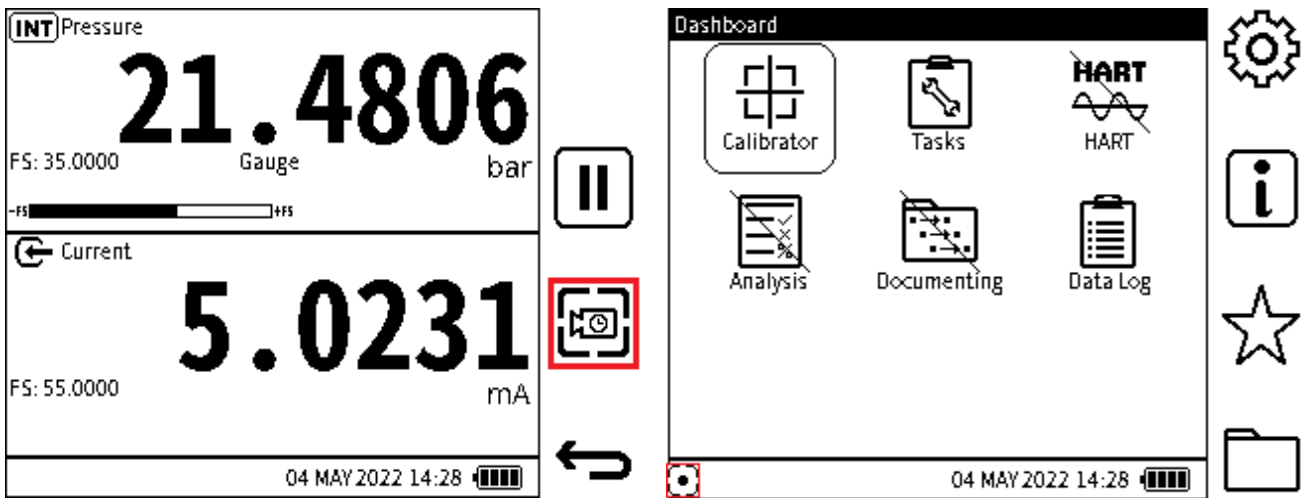 INT Pressure
21.4806
FS: 35.0000 Gauge bar
-FS +FS
Current
5.0231
FS: 55.0000 mA
04 MAY 2022 14:28
Dashboard
HART
Calibrator Tasks HART
Analysis Documenting Data Log
04 MAY 2022 14:28
i